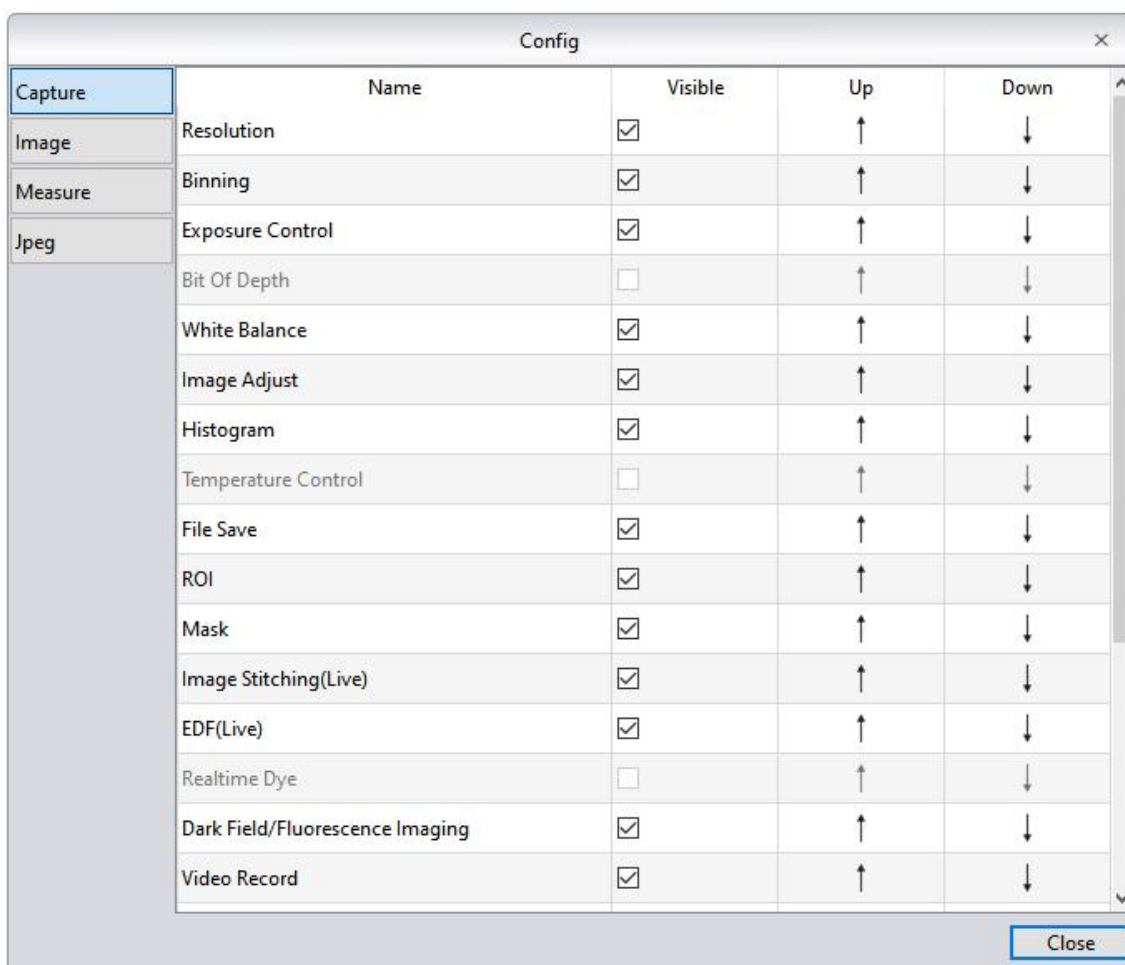 Config
Capture
Image
Measure
Jpeg
Name Visible Up Down
Resolution
Binning
Exposure Control
Bit Of Depth
White Balance
Image Adjust
Histogram
Temperature Control
File Save
ROI
Mask
Image Stitching(Live)
EDF(Live)
Realtime Dye
Dark Field/Fluorescence Imaging
Video Record
Close